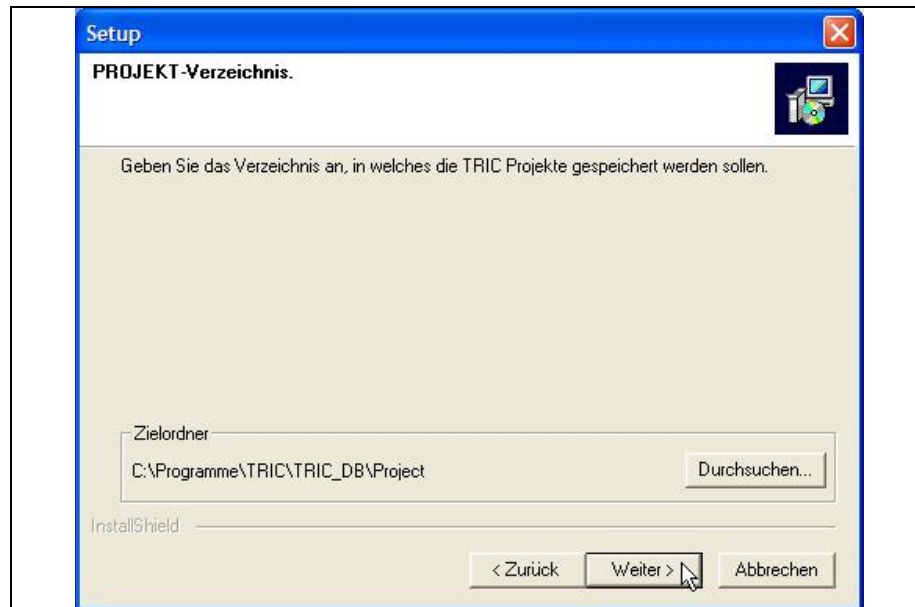 Setup
PROJEKT-Verzeichnis.
Geben Sie das Verzeichnis an, in welches die TRIC Projekte gespeichert werden sollen.
Zielordner
C:\Programme\TRIC\TRIC_DB\Project
Durchsuchen...
InstallShield
< Zurück
Weiter >
Abbrechen